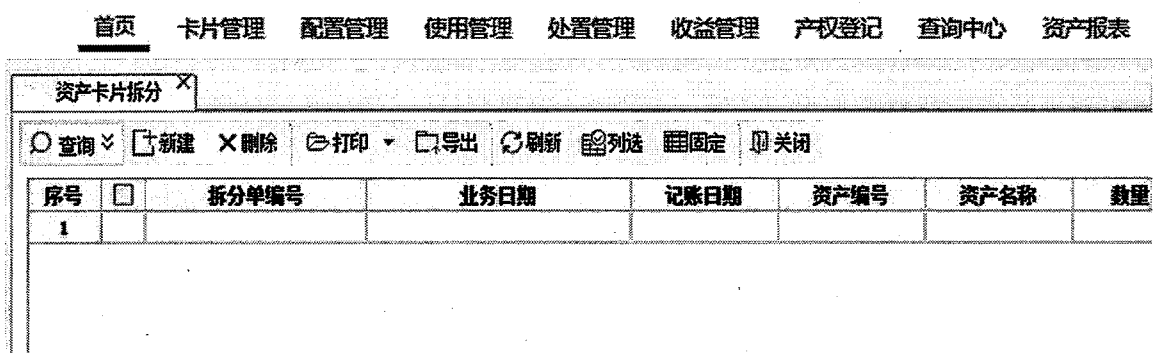 首页 卡片管理 配置管理 使用管理 处置管理 收益管理 产权登记 查询中心 资产报表
资产卡片拆分
查询 新建 删除 打印 导出 刷新 列选 固定 关闭
序号 拆分单编号 业务日期 记账日期 资产编号 资产名称 数里
1